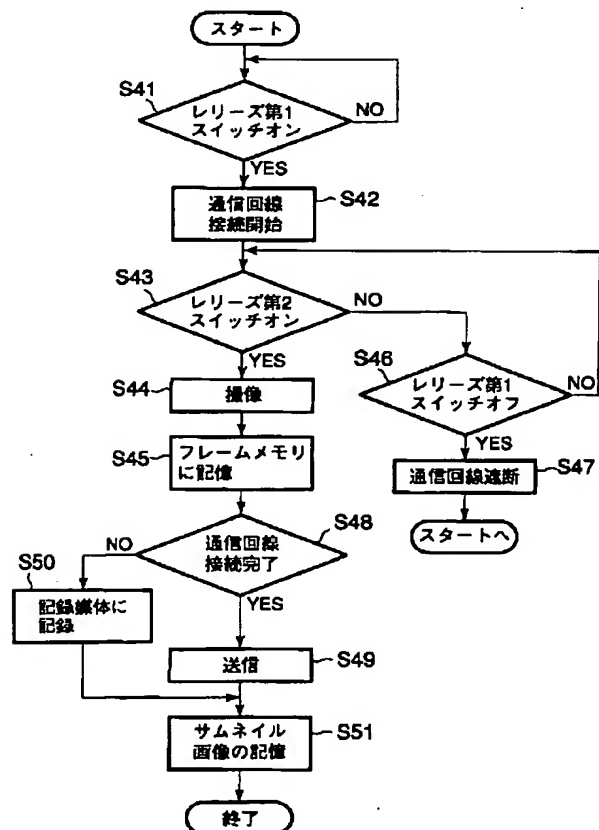 スタート
S41
レリーズ第1
スイッチオン
NO
YES
通信回線
接続開始
S42
S43
レリーズ第2
スイッチオン
NO
YES
S44
撮像
S46
レリーズ第1
スイッチオフ
NO
YES
S45
フレームメモリ
に記憶
通信回線遮断
S47
スタートへ
S48
通信回線
接続完了
NO
YES
S50
記録媒体に
記録
送信
S49
サムネイル
画像の記憶
S51
終了